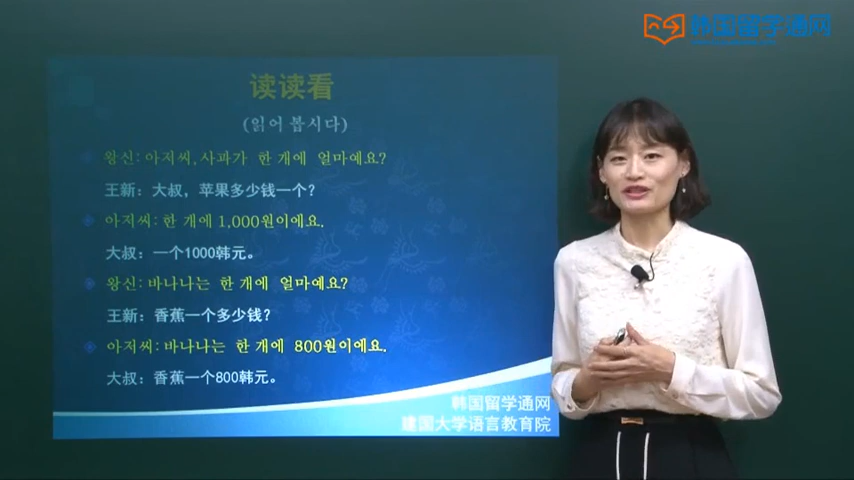 韩国留学通网
读读看
(읽어 봅시다)
왕신: 아저씨, 사과가 한 개에 얼마예요?
王新：大叔，苹果多少钱一个？
아저씨: 한 개에 1,000원이에요.
大叔：一个1000韩元。
왕신: 바나나는 한 개에 얼마예요?
王新：香蕉一个多少钱？
아저씨: 바나나는 한 개에 800원이에요.
大叔：香蕉一个800韩元。
韩国留学通网
建国大学语言教育院